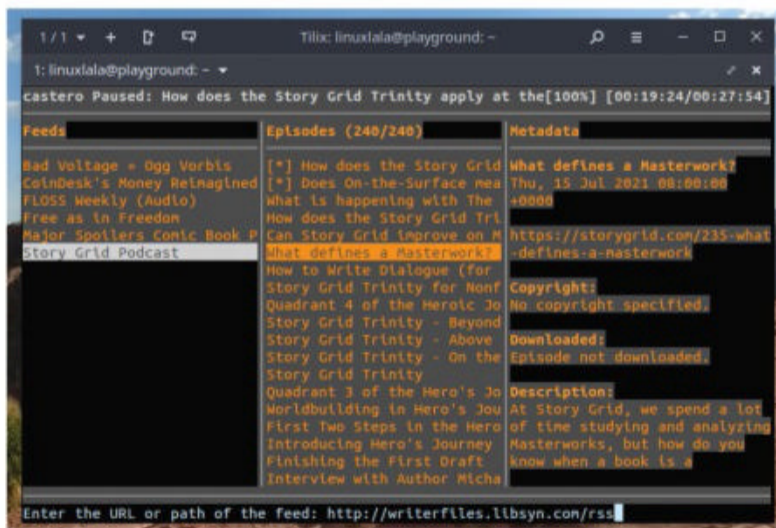 1/1
Tilix: linuxlala@playground: ~
1: linuxlala@playground: ~
castero Paused: How does the Story Grid Trinity apply at the[100%] [00:19:24/00:27:54]
Feeds
Bad Voltage » Ogg Vorbis
CoinDesk's Money Reimagined
FLOSS Weekly (Audio)
Free as in Freedom
Major Spoilers Comic Book P
Story Grid Podcast
Episodes (240/240)
[*] How does the Story Grid
[*] Does On-the-Surface mea
What is happening with The
How does the Story Grid Tri
Can Story Grid improve on M
What defines a Masterwork?
How to Write Dialogue (for
Story Grid Trinity for Nonf
Quadrant 4 of the Heroic Jo
Story Grid Trinity - Beyond
Story Grid Trinity - Above
Story Grid Trinity - On the
Story Grid Trinity
Quadrant 3 of the Hero's Jo
Worldbuilding in Hero's Jou
First Two Steps in the Hero
Introducing Hero's Journey
Finishing the First Draft
Interview with Author Micha
Metadata
What defines a Masterwork?
Thu, 15 Jul 2021 08:00:00
+0000
https://storygrid.com/235-what
-defines-a-masterwork
Copyright:
No copyright specified.
Downloaded:
Episode not downloaded.
Description:
At Story Grid, we spend a lot
of time studying and analyzing
Masterworks, but how do you
know when a book is a
Enter the URL or path of the feed: http://writerfiles.libsyn.com/rss